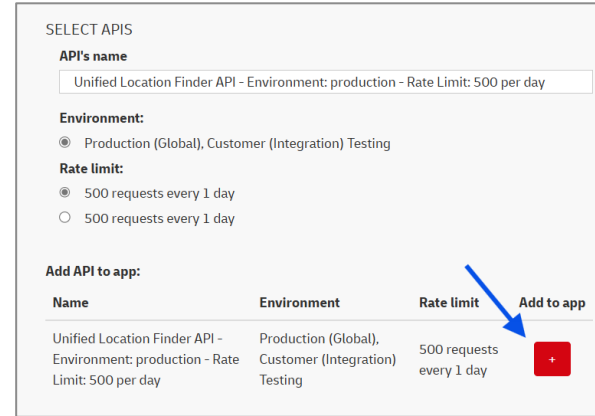 SELECT APIS
API's name
Unified Location Finder API - Environment: production - Rate Limit: 500 per day
Environment:
Production (Global), Customer (Integration) Testing
Rate limit:
500 requests every 1 day
500 requests every 1 day
Add API to app:
Name Environment Rate limit Add to app
Unified Location Finder API - Production (Global), 500 requests
Environment: production - Rate Customer (Integration) every 1 day +
Limit: 500 per day Testing